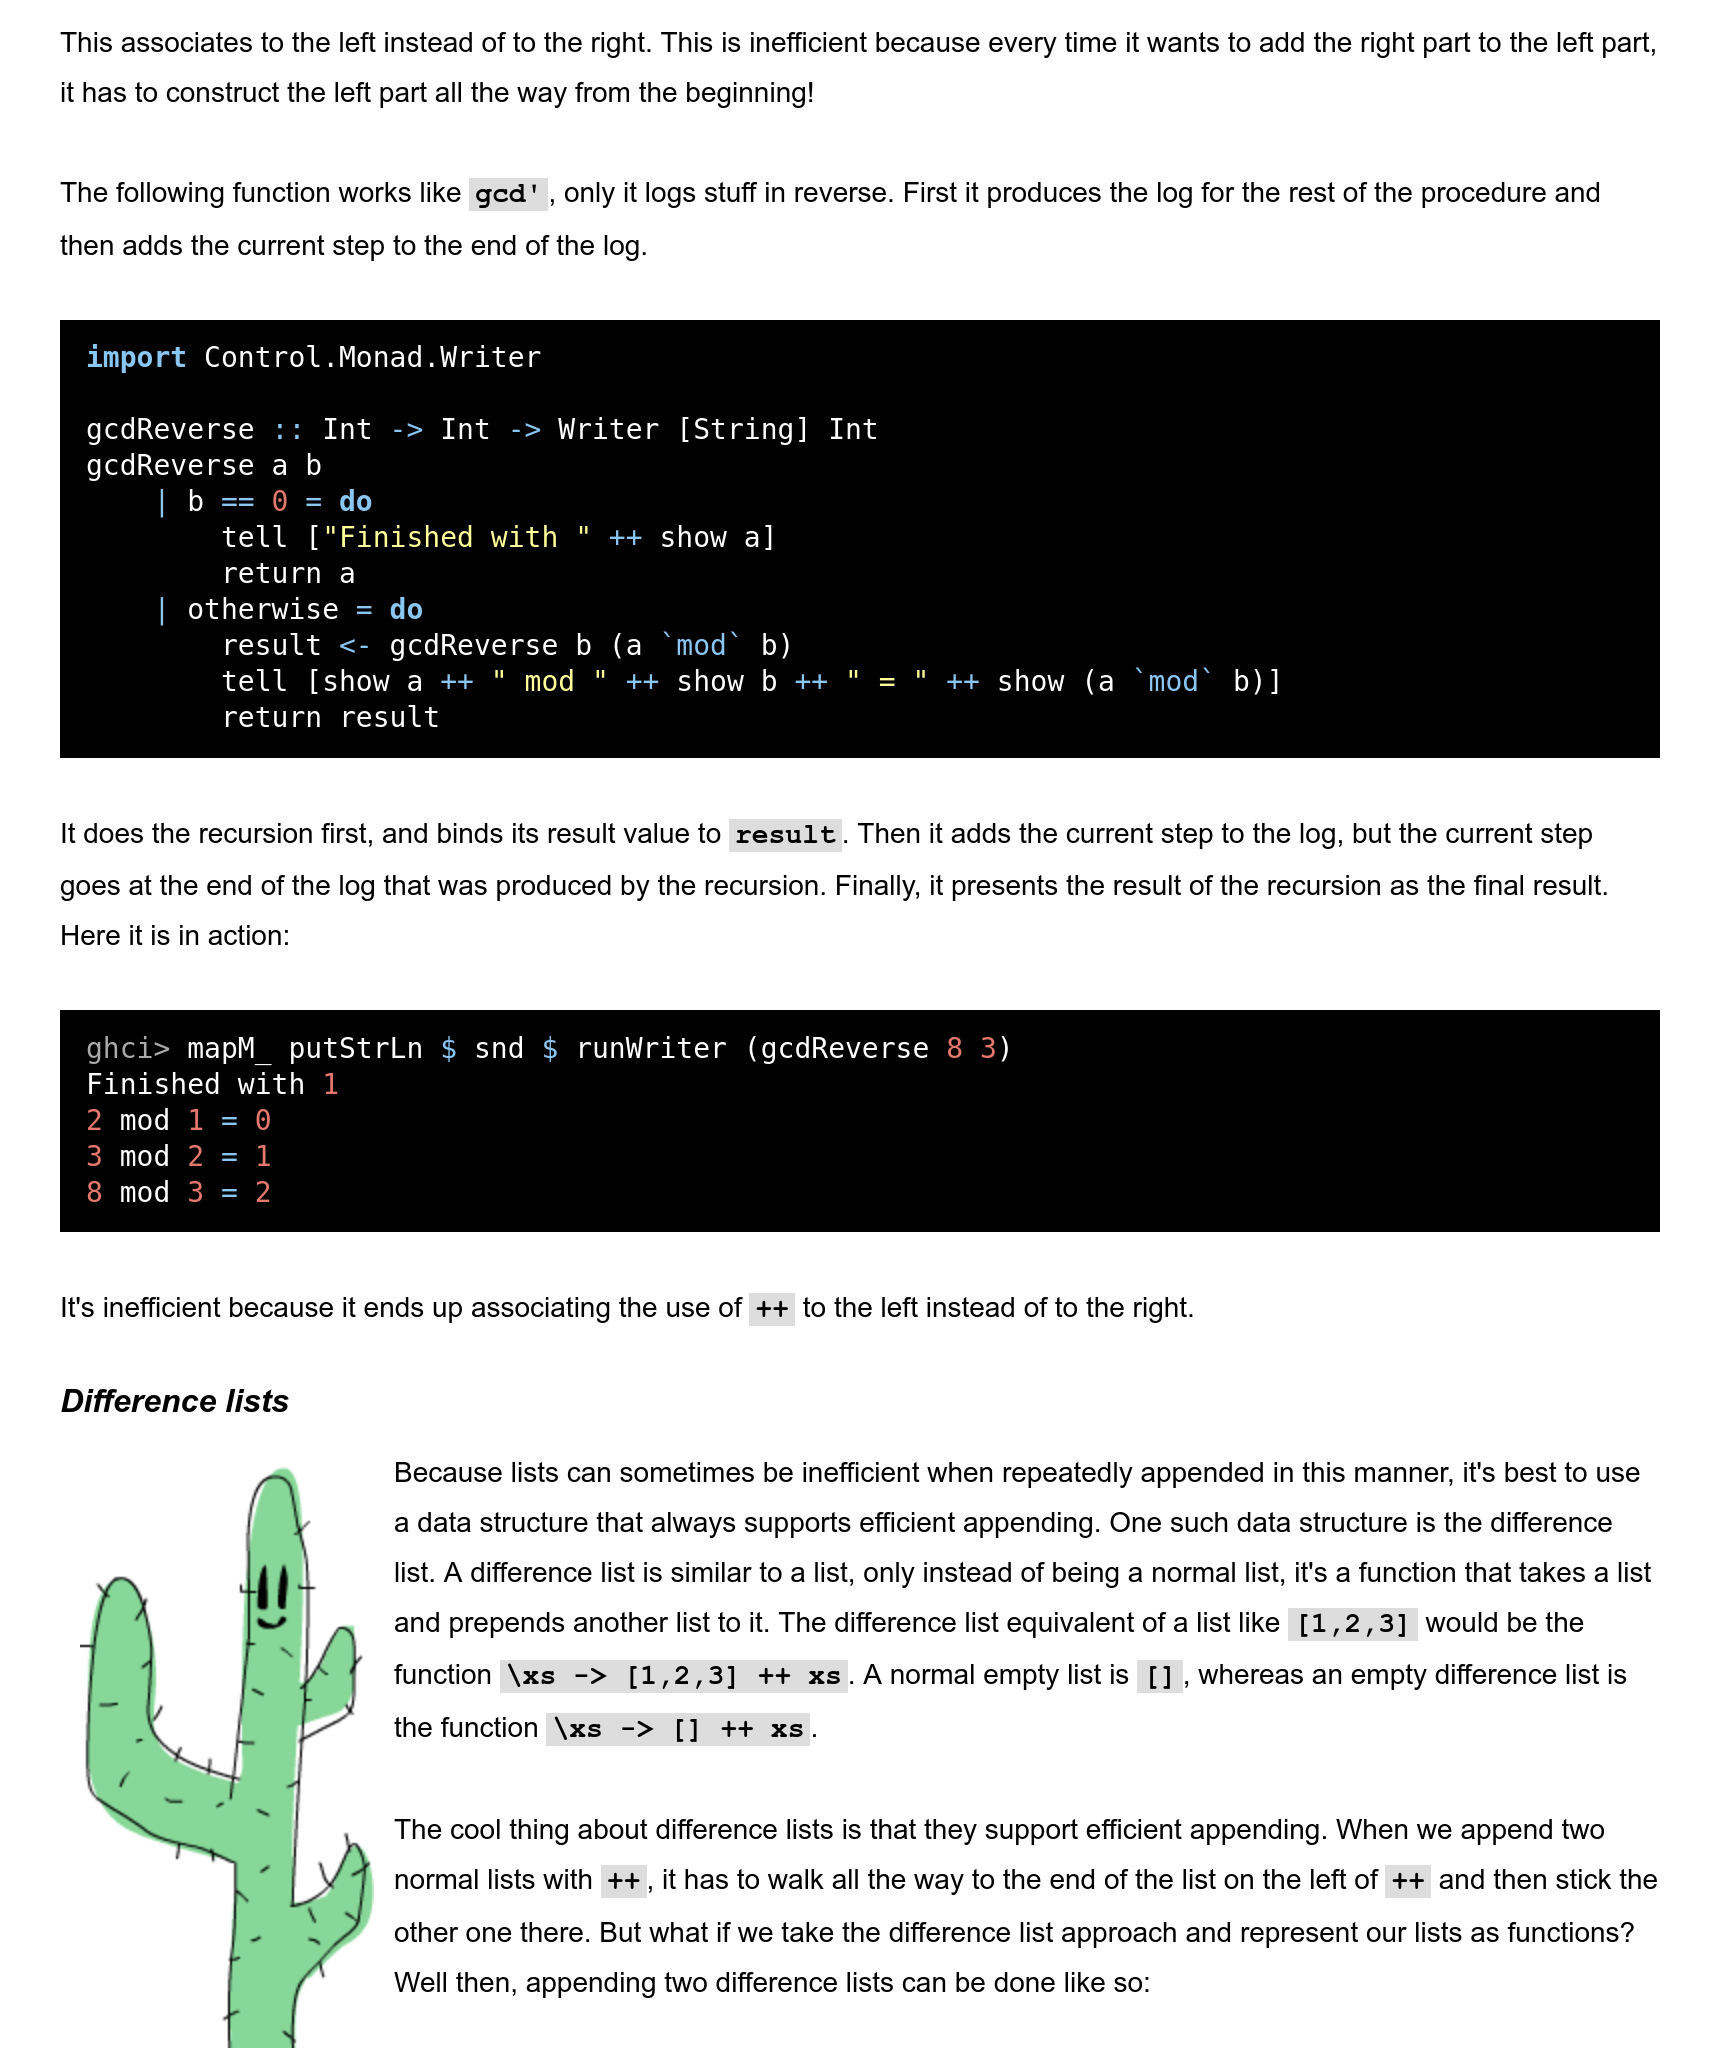 This associates to the left instead of to the right. This is inefficient because every time it wants to add the right part to the left part,
it has to construct the left part all the way from the beginning!
The following function works like gcd', only it logs stuff in reverse. First it produces the log for the rest of the procedure and
then adds the current step to the end of the log.
import Control.Monad.Writer
gcdReverse :: Int -> Int -> Writer [String] Int
gcdReverse a b
    | b == 0 = do
        tell ["Finished with " ++ show a]
        return a
    | otherwise = do
        result <- gcdReverse b (a `mod` b)
        tell [show a ++ " mod " ++ show b ++ " = " ++ show (a `mod` b)]
        return result
It does the recursion first, and binds its result value to result. Then it adds the current step to the log, but the current step
goes at the end of the log that was produced by the recursion. Finally, it presents the result of the recursion as the final result.
Here it is in action:
ghci> mapM_ putStrLn $ snd $ runWriter (gcdReverse 8 3)
Finished with 1
2 mod 1 = 0
3 mod 2 = 1
8 mod 3 = 2
It's inefficient because it ends up associating the use of ++ to the left instead of to the right.
Difference lists
Because lists can sometimes be inefficient when repeatedly appended in this manner, it's best to use
a data structure that always supports efficient appending. One such data structure is the difference
list. A difference list is similar to a list, only instead of being a normal list, it's a function that takes a list
and prepends another list to it. The difference list equivalent of a list like [1,2,3] would be the
function \xs -> [1,2,3] ++ xs. A normal empty list is [], whereas an empty difference list is
the function \xs -> [] ++ xs.
The cool thing about difference lists is that they support efficient appending. When we append two
normal lists with ++, it has to walk all the way to the end of the list on the left of ++ and then stick the
other one there. But what if we take the difference list approach and represent our lists as functions?
Well then, appending two difference lists can be done like so: